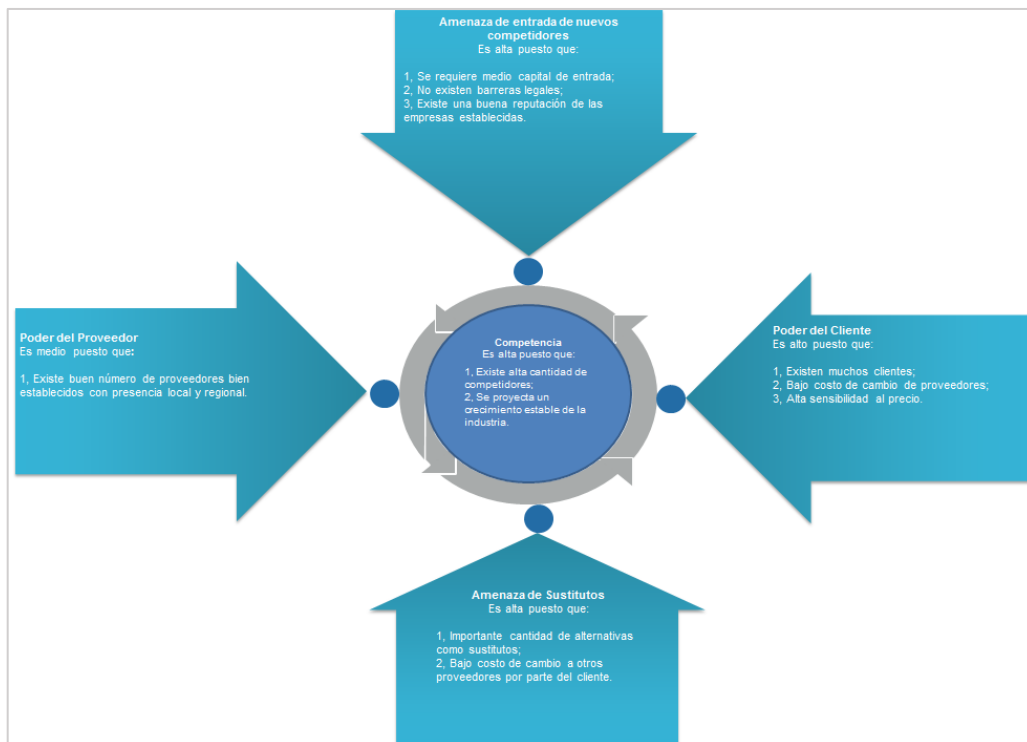 Amenaza de entrada de nuevos
competidores
Es alta puesto que:
1, Se requiere medio capital de entrada;
2, No existen barreras legales;
3, Existe una buena reputación de las
empresas establecidas.
Poder del Proveedor
Es medio puesto que:
1, Existe buen número de proveedores bien
establecidos con presencia local y regional.
Competencia
Es alta puesto que:
1, Existe alta cantidad de
competidores;
2, Se proyecta un
crecimiento estable de la
industria.
Poder del Cliente
Es alto puesto que:
1, Existen muchos clientes;
2, Bajo costo de cambio de proveedores;
3, Alta sensibilidad al precio.
Amenaza de Sustitutos
Es alta puesto que:
1, Importante cantidad de alternativas
como sustitutos;
2, Bajo costo de cambio a otros
proveedores por parte del cliente.